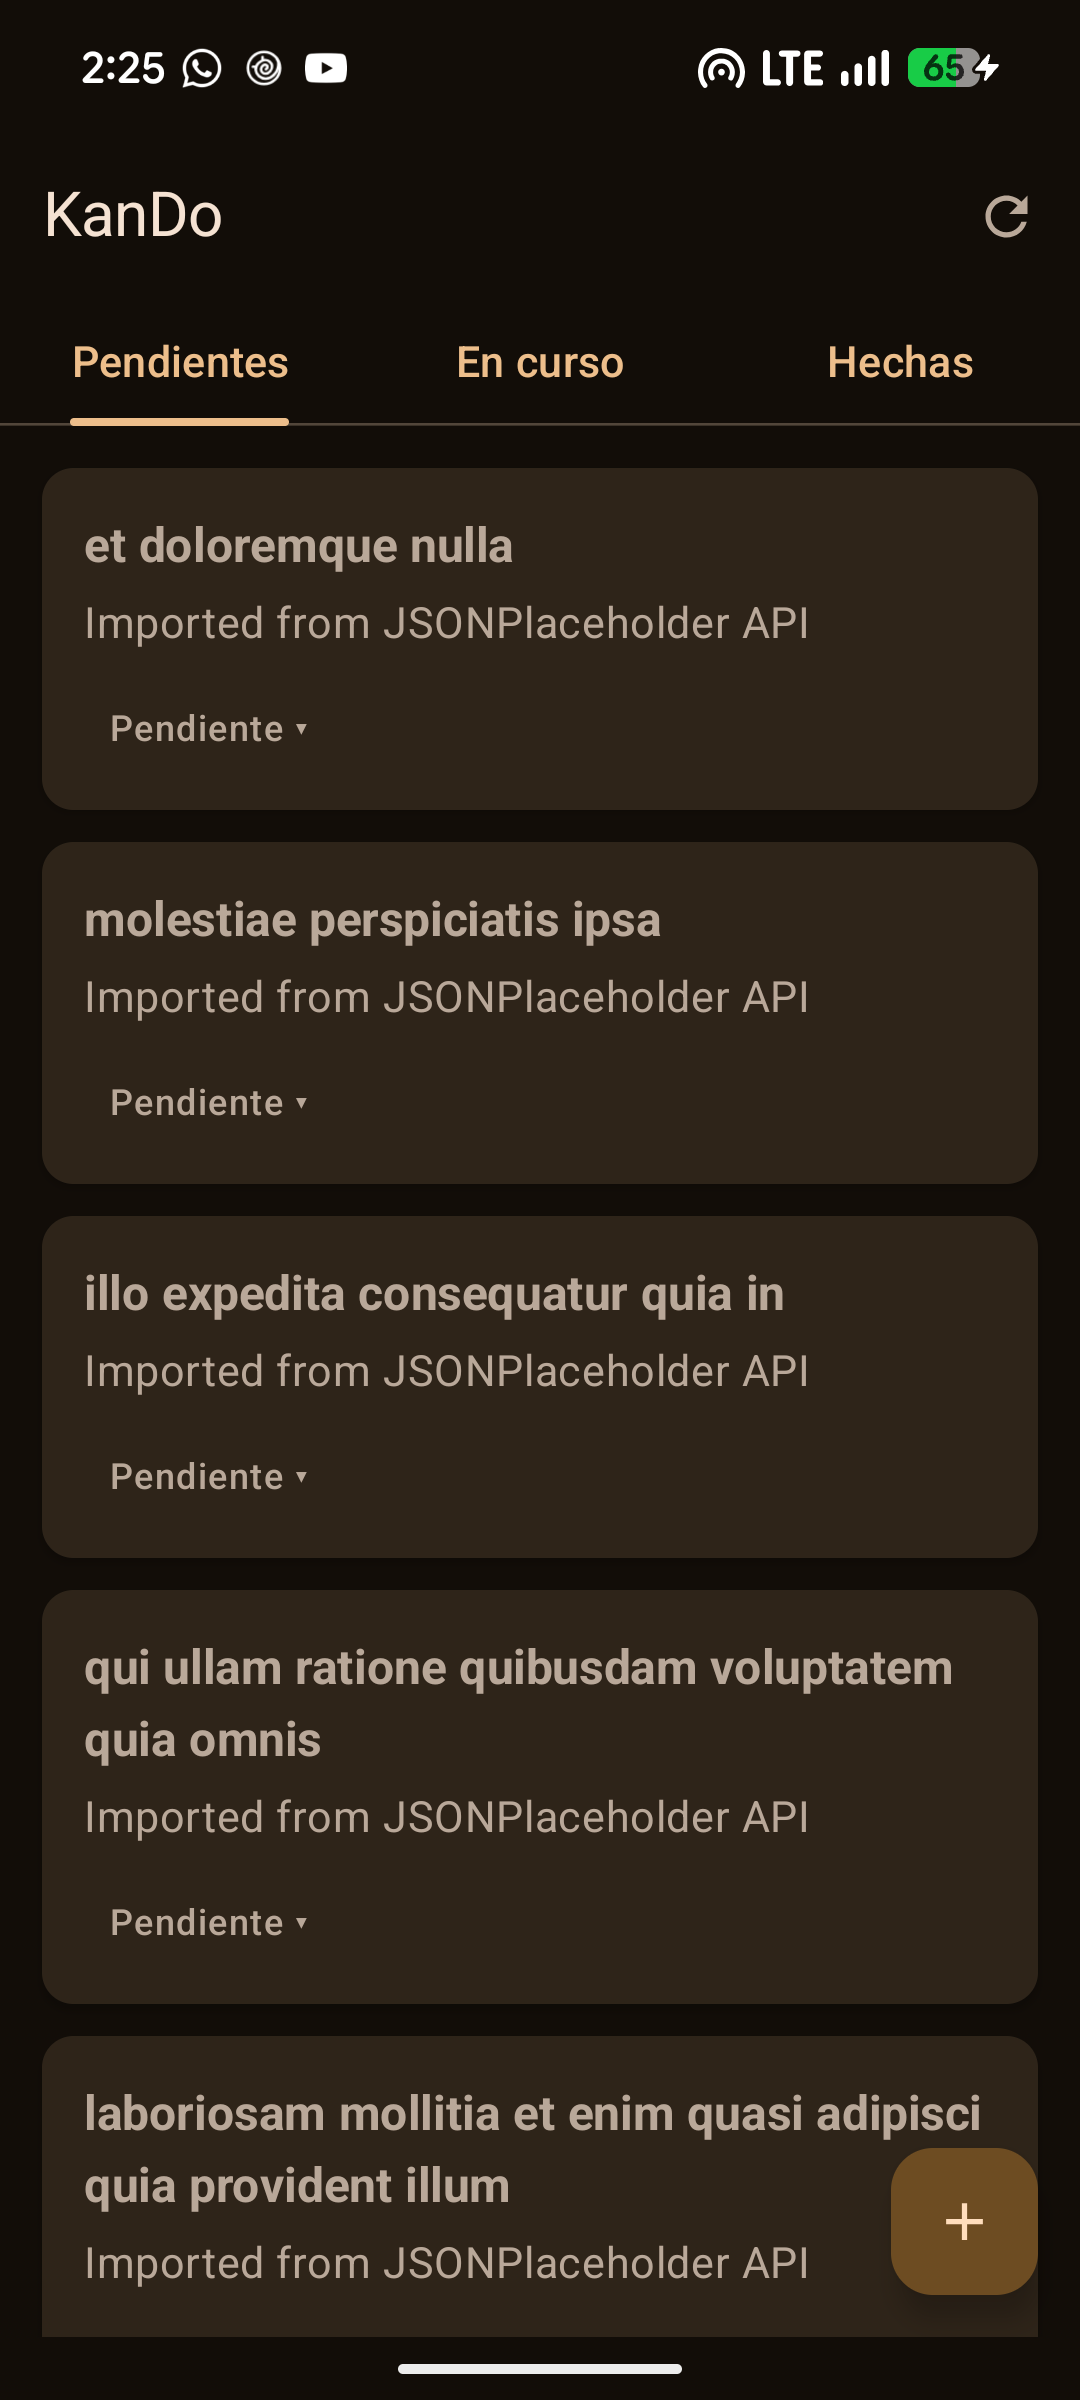 2:25 LTE 65
KanDo
Pendientes En curso Hechas
et doloremque nulla
Imported from JSONPlaceholder API
Pendiente ▾
molestiae perspiciatis ipsa
Imported from JSONPlaceholder API
Pendiente ▾
illo expedita consequatur quia in
Imported from JSONPlaceholder API
Pendiente ▾
qui ullam ratione quibusdam voluptatem
quia omnis
Imported from JSONPlaceholder API
Pendiente ▾
laboriosam mollitia et enim quasi adipisci
quia provident illum
Imported from JSONPlaceholder API
+